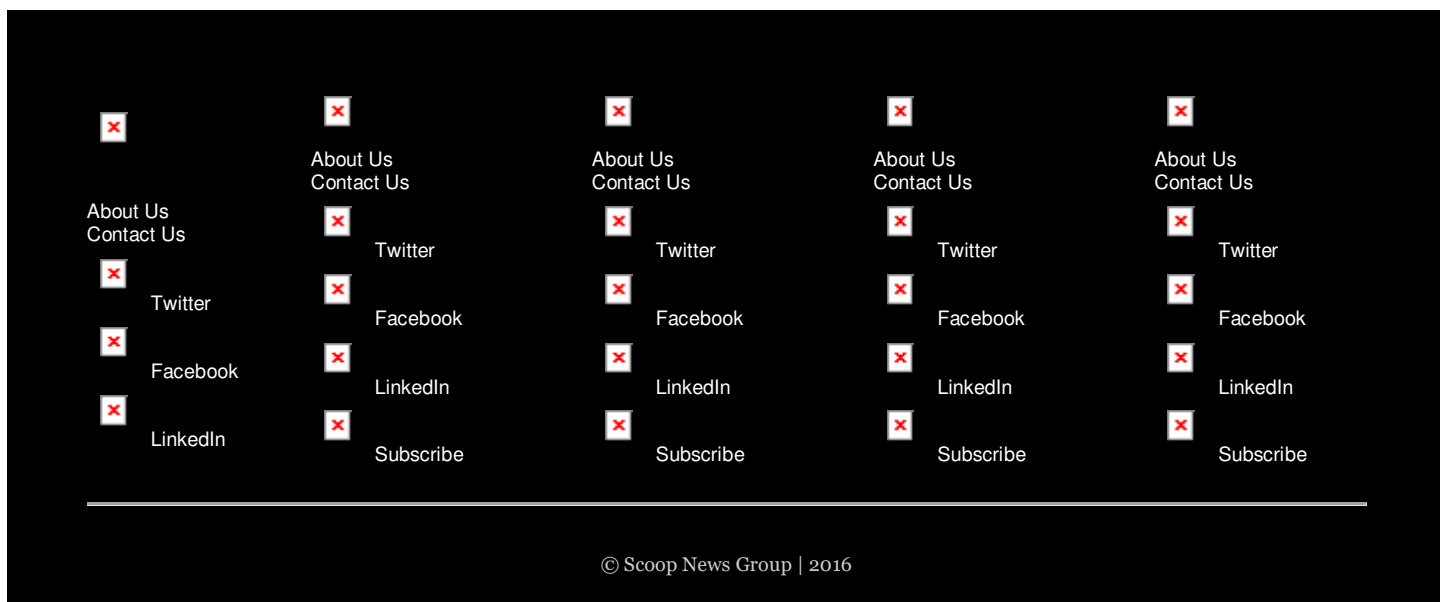 About Us
Contact Us
Twitter
Facebook
LinkedIn
About Us
Contact Us
Twitter
Facebook
LinkedIn
Subscribe
About Us
Contact Us
Twitter
Facebook
LinkedIn
Subscribe
About Us
Contact Us
Twitter
Facebook
LinkedIn
Subscribe
About Us
Contact Us
Twitter
Facebook
LinkedIn
Subscribe
© Scoop News Group | 2016